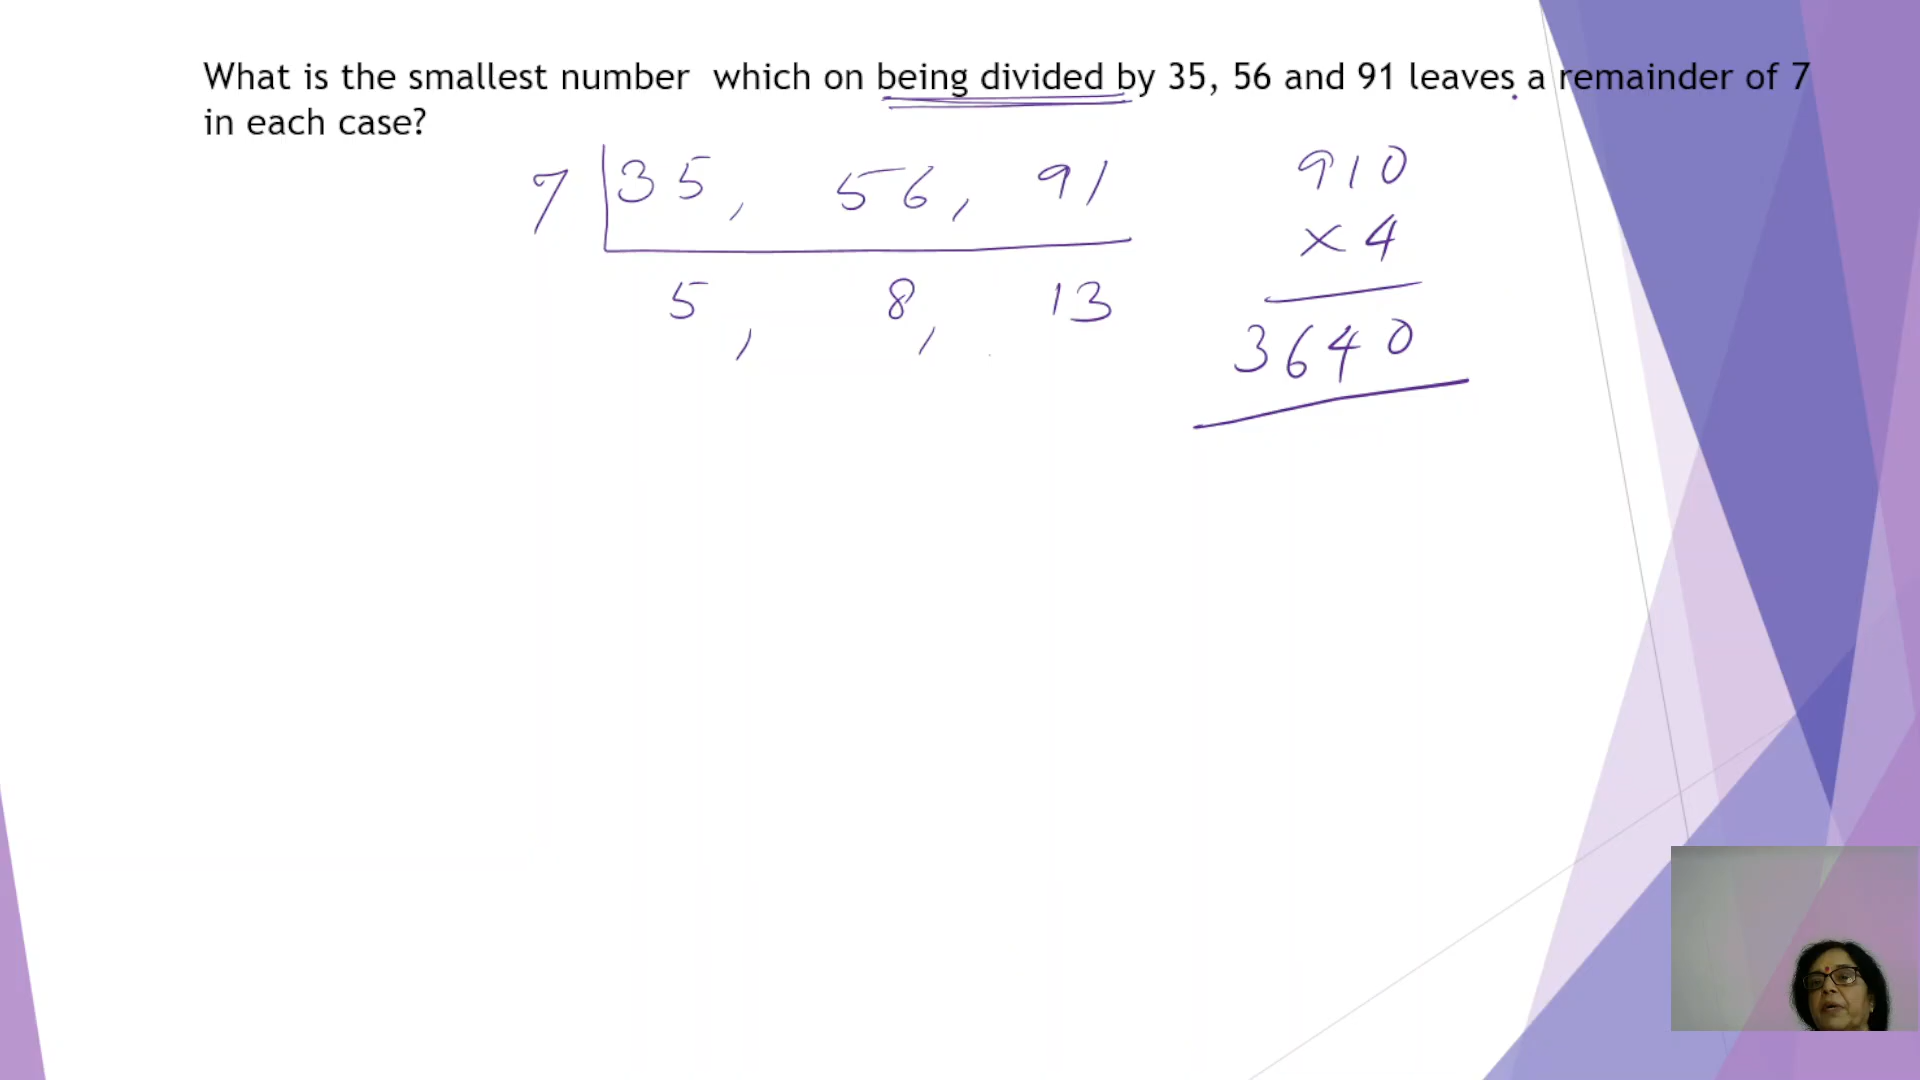 What is the smallest number which on being divided by 35, 56 and 91 leaves a remainder of 7
in each case?
7 | 35, 56, 91
5, 8, 13
910
× 4
3640